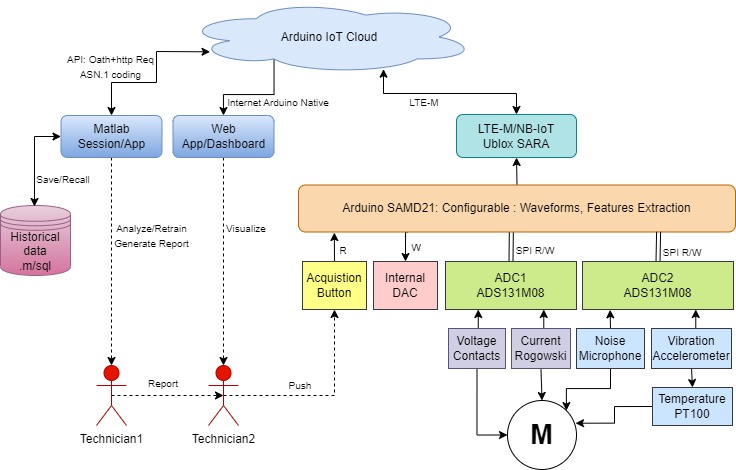 Arduino IoT Cloud
API: Oath+http Req
ASN.1 coding
Internet Arduino Native
LTE-M
Matlab
Session/App
Web
App/Dashboard
LTE-M/NB-IoT
Ublox SARA
Save/Recall
Historical
data
.m/sql
Analyze/Retrain
Generate Report
Visualize
Arduino SAMD21: Configurable : Waveforms, Features Extraction
R
W
SPI R/W
SPI R/W
Acquistion
Button
Internal
DAC
ADC1
ADS131M08
ADC2
ADS131M08
Voltage
Contacts
Current
Rogowski
Noise
Microphone
Vibration
Accelerometer
Temperature
PT100
Report
Push
M
Technician1
Technician2